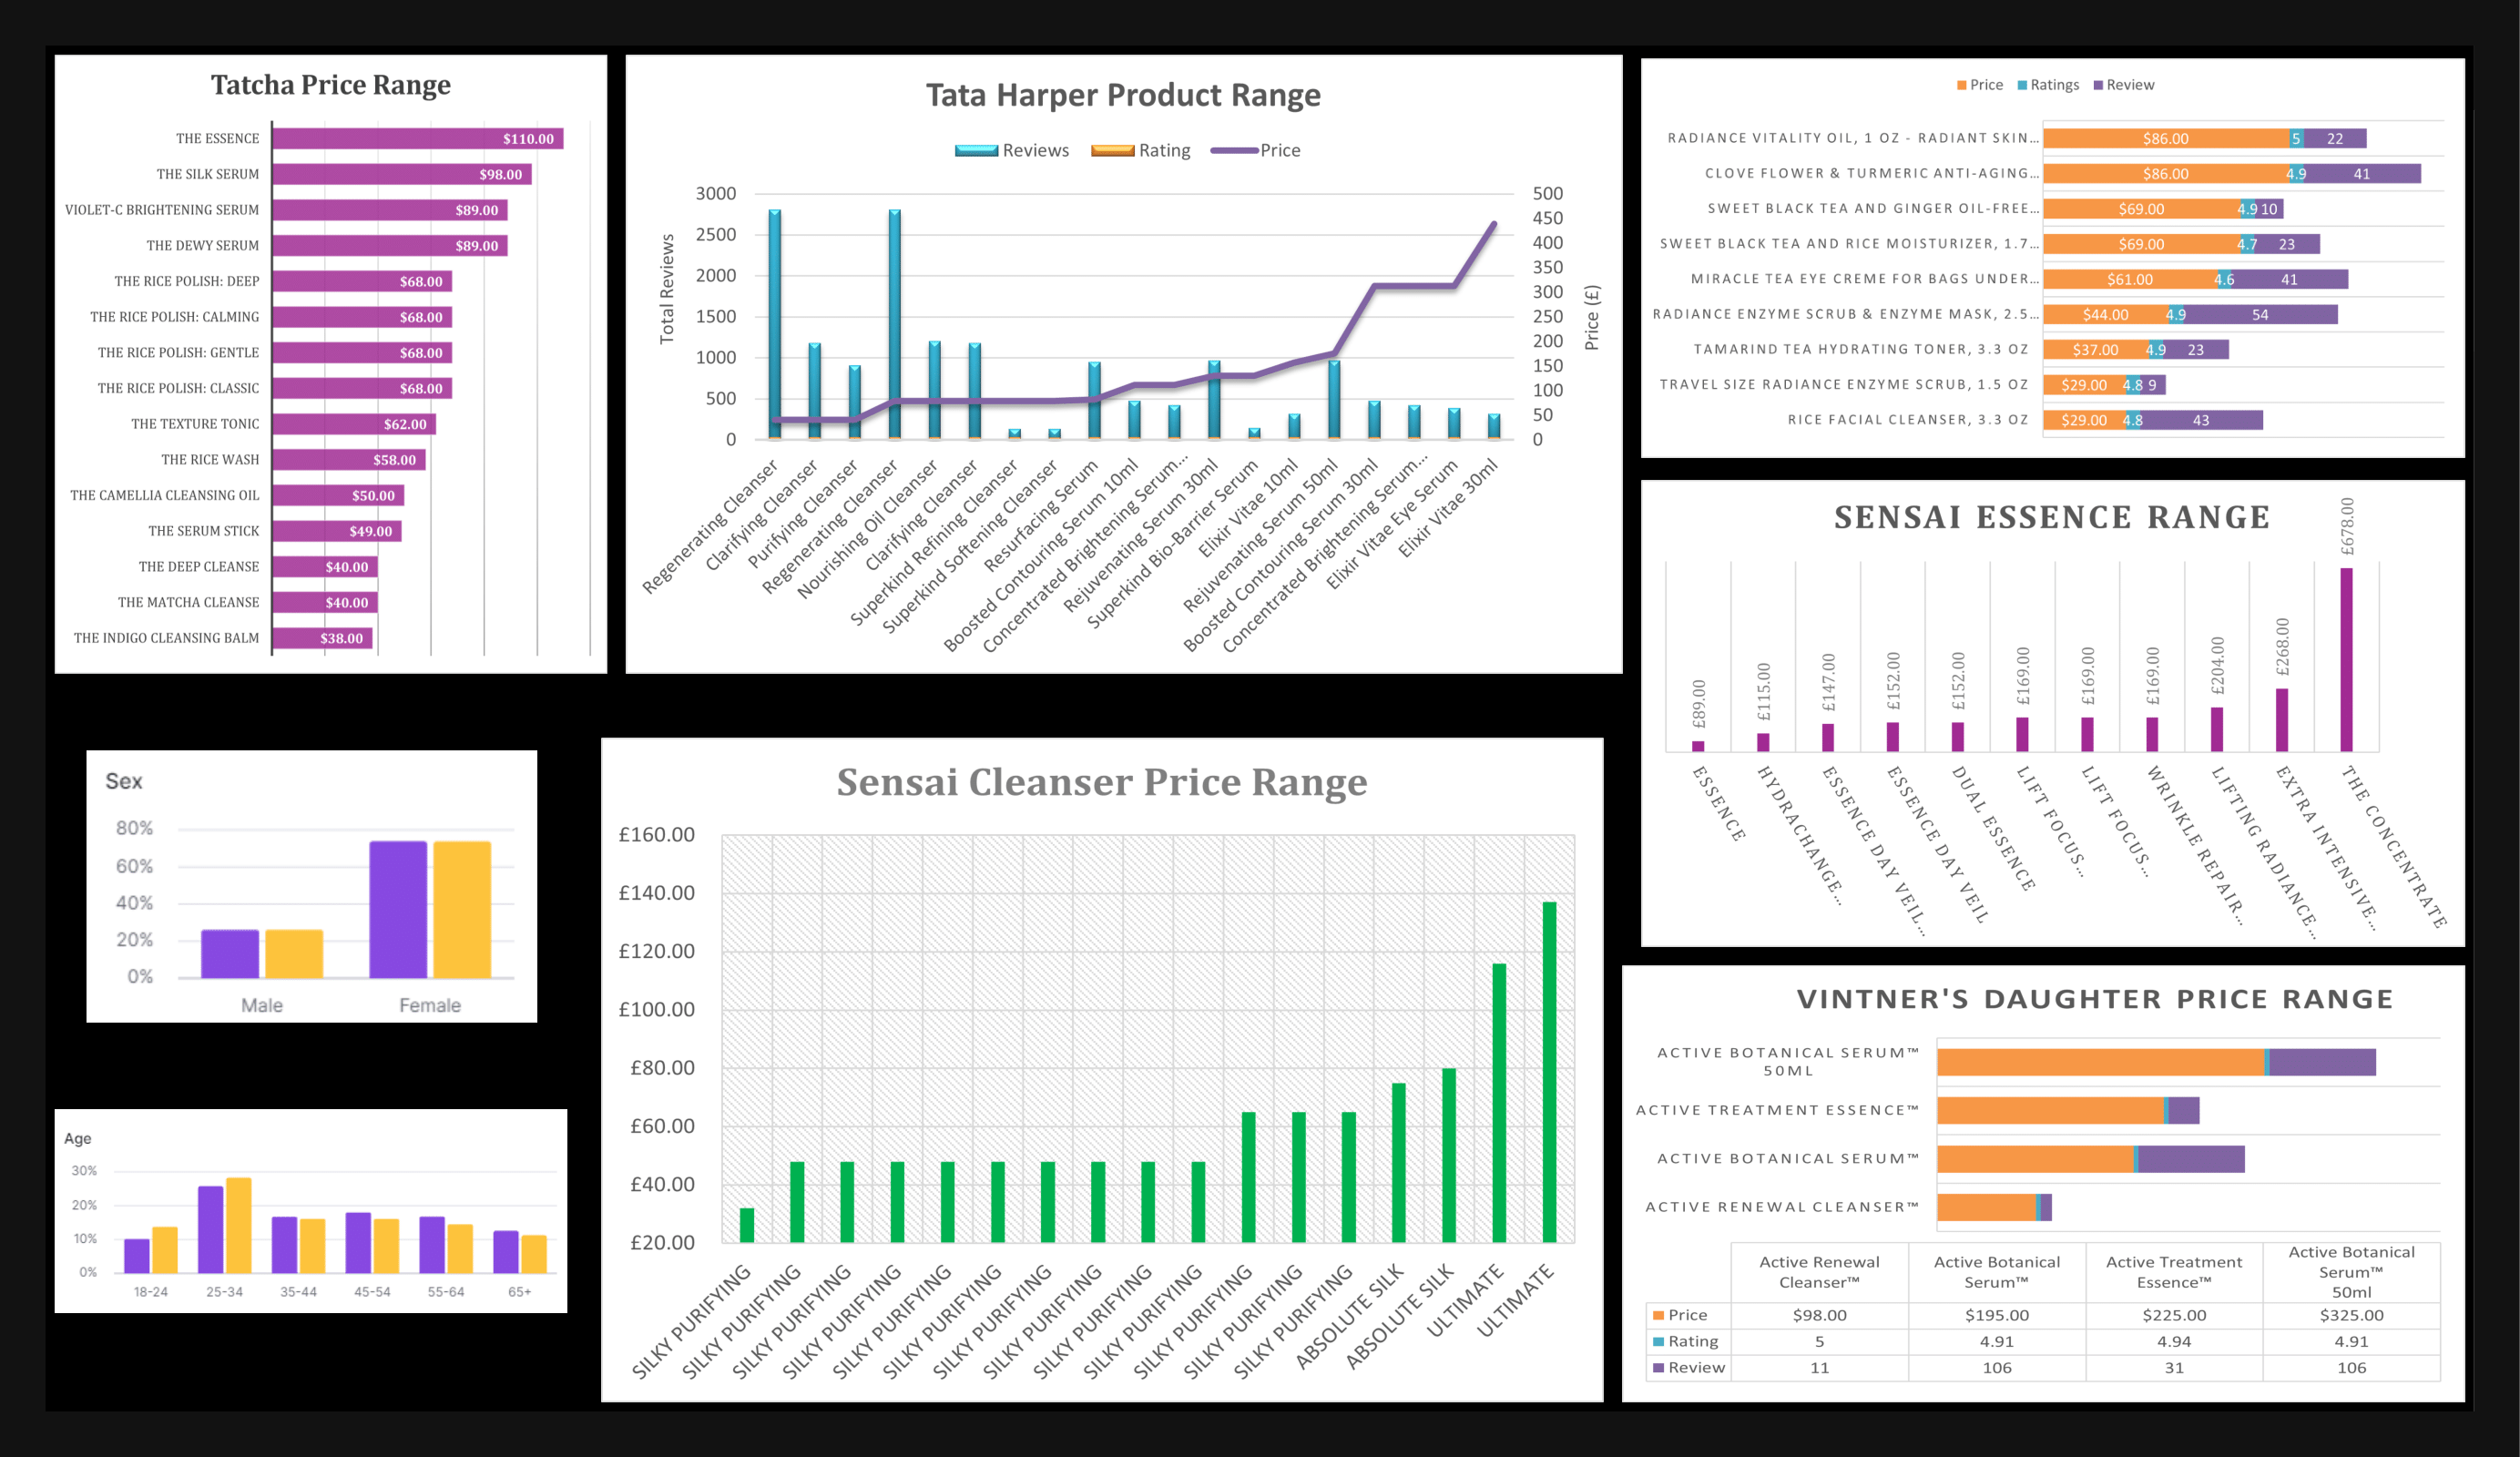 Tatcha Price Range
THE ESSENCE $110.00
THE SILK SERUM $98.00
VIOLET-C BRIGHTENING SERUM $89.00
THE DEWY SERUM $89.00
THE RICE POLISH: DEEP $68.00
THE RICE POLISH: CALMING $68.00
THE RICE POLISH: GENTLE $68.00
THE RICE POLISH: CLASSIC $68.00
THE TEXTURE TONIC $62.00
THE RICE WASH $58.00
THE CAMELLIA CLEANSING OIL $50.00
THE SERUM STICK $49.00
THE DEEP CLEANSE $40.00
THE MATCHA CLEANSE $40.00
THE INDIGO CLEANSING BALM $38.00
Tata Harper Product Range
Reviews Rating Price
3000 500
450
2500 400
350
2000 300
1500 250
200
1000 150
100
500 50
0 0
Total Reviews
Price (£)
Regenerating Cleanser
Clarifying Cleanser
Purifying Cleanser
Regenerating Cleanser
Nourishing Oil Cleanser
Clarifying Cleanser
Superkind Refining Cleanser
Superkind Softening Cleanser
Resurfacing Serum
Boosted Contouring Serum 10ml
Concentrated Brightening Serum...
Rejuvenating Serum 30ml
Superkind Bio-Barrier Serum
Elixir Vitae 10ml
Rejuvenating Serum 50ml
Boosted Contouring Serum 30ml
Concentrated Brightening Serum...
Elixir Vitae Eye Serum
Elixir Vitae 30ml
Price Ratings Review
RADIANCE VITALITY OIL, 1 OZ - RADIANT SKIN... $86.00 5 22
CLOVE FLOWER & TURMERIC ANTI-AGING... $86.00 4.9 41
SWEET BLACK TEA AND GINGER OIL-FREE... $69.00 4.9 10
SWEET BLACK TEA AND RICE MOISTURIZER, 1.7... $69.00 4.7 23
MIRACLE TEA EYE CREME FOR BAGS UNDER... $61.00 4.6 41
RADIANCE ENZYME SCRUB & ENZYME MASK, 2.5... $44.00 4.9 54
TAMARIND TEA HYDRATING TONER, 3.3 OZ $37.00 4.9 23
TRAVEL SIZE RADIANCE ENZYME SCRUB, 1.5 OZ $29.00 4.8 9
RICE FACIAL CLEANSER, 3.3 OZ $29.00 4.8 43
SENSAI ESSENCE RANGE
£89.00
£115.00
£147.00
£152.00
£152.00
£169.00
£169.00
£169.00
£204.00
£268.00
£678.00
ESSENCE
HYDRACHANGE...
ESSENCE DAY VEIL...
ESSENCE DAY VEIL
DUAL ESSENCE
LIFT FOCUS...
LIFT FOCUS...
WRINKLE REPAIR...
LIFTING RADIANCE...
EXTRA INTENSIVE...
THE CONCENTRATE
Sex
80%
60%
40%
20%
0%
Male Female
Age
30%
20%
10%
0%
18-24 25-34 35-44 45-54 55-64 65+
Sensai Cleanser Price Range
£160.00
£140.00
£120.00
£100.00
£80.00
£60.00
£40.00
£20.00
SILKY PURIFYING
SILKY PURIFYING
SILKY PURIFYING
SILKY PURIFYING
SILKY PURIFYING
SILKY PURIFYING
SILKY PURIFYING
SILKY PURIFYING
SILKY PURIFYING
SILKY PURIFYING
SILKY PURIFYING
SILKY PURIFYING
SILKY PURIFYING
ABSOLUTE SILK
ABSOLUTE SILK
ULTIMATE
ULTIMATE
VINTNER'S DAUGHTER PRICE RANGE
ACTIVE BOTANICAL SERUM™
50ML
ACTIVE TREATMENT ESSENCE™
ACTIVE BOTANICAL SERUM™
ACTIVE RENEWAL CLEANSER™
Active Renewal Cleanser™ Active Botanical Serum™ Active Treatment Essence™ Active Botanical Serum™ 50ml
Price $98.00 $195.00 $225.00 $325.00
Rating 5 4.91 4.94 4.91
Review 11 106 31 106